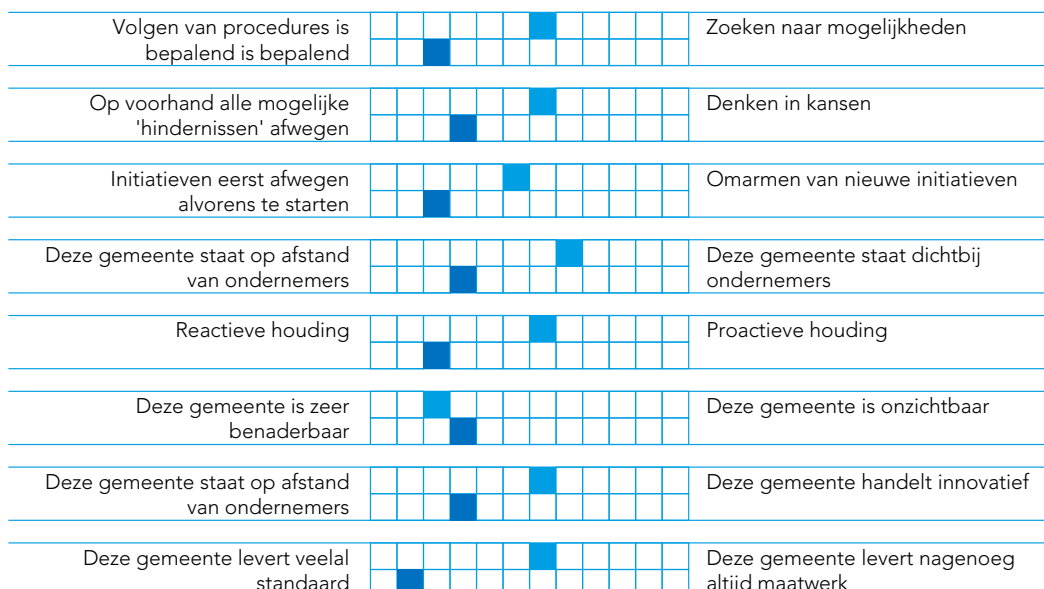 Volgen van procedures is
bepalend is bepalend
Zoeken naar mogelijkheden
Op voorhand alle mogelijke
'hindernissen' afwegen
Denken in kansen
Initiatieven eerst afwegen
alvorens te starten
Omarmen van nieuwe initiatieven
Deze gemeente staat op afstand
van ondernemers
Deze gemeente staat dichtbij
ondernemers
Reactieve houding
Proactieve houding
Deze gemeente is zeer
benaderbaar
Deze gemeente is onzichtbaar
Deze gemeente staat op afstand
van ondernemers
Deze gemeente handelt innovatief
Deze gemeente levert veelal
standaard
Deze gemeente levert nagenoeg
altijd maatwerk